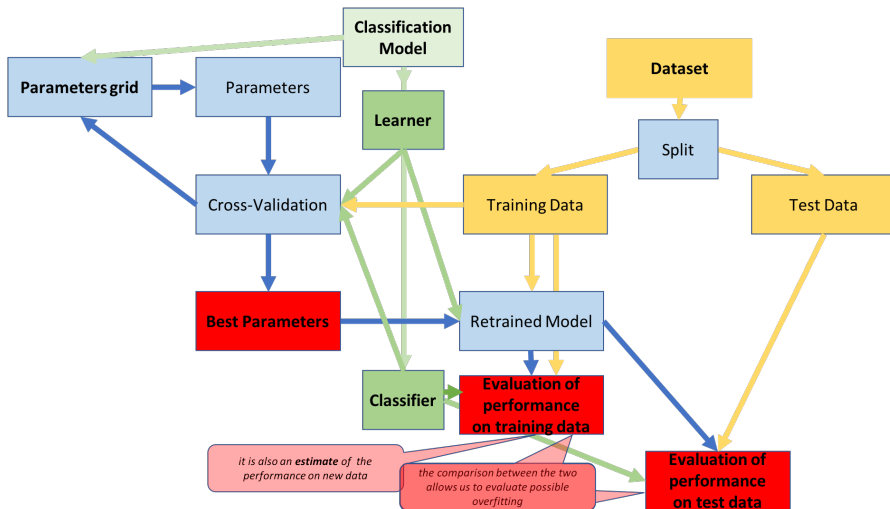 Classification
Model
Dataset
Parameters grid
Parameters
Learner
Split
Cross-Validation
Training Data
Test Data
Best Parameters
Retrained Model
Classifier
Evaluation of
performance
on training data
it is also an estimate of the
performance on new data
the comparison between the two
allows us to evaluate possible
overfitting
Evaluation of
performance
on test data